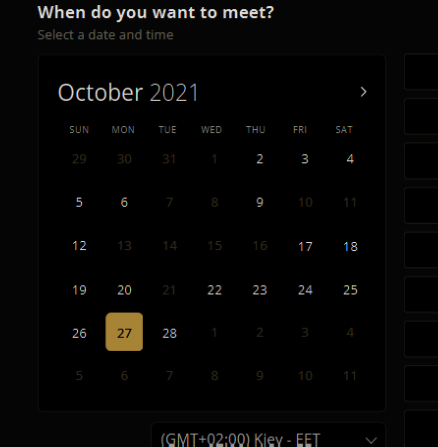 When do you want to meet?
Select a date and time
October 2021 >
SUN MON TUE WED THU FRI SAT
29 30 31 1 2 3 4
5 6 7 8 9 10 11
12 13 14 15 16 17 18
19 20 21 22 23 24 25
26 27 28 1 2 3 4
5 6 7 8 9 10 11
(GMT+02:00) Kiev - EET